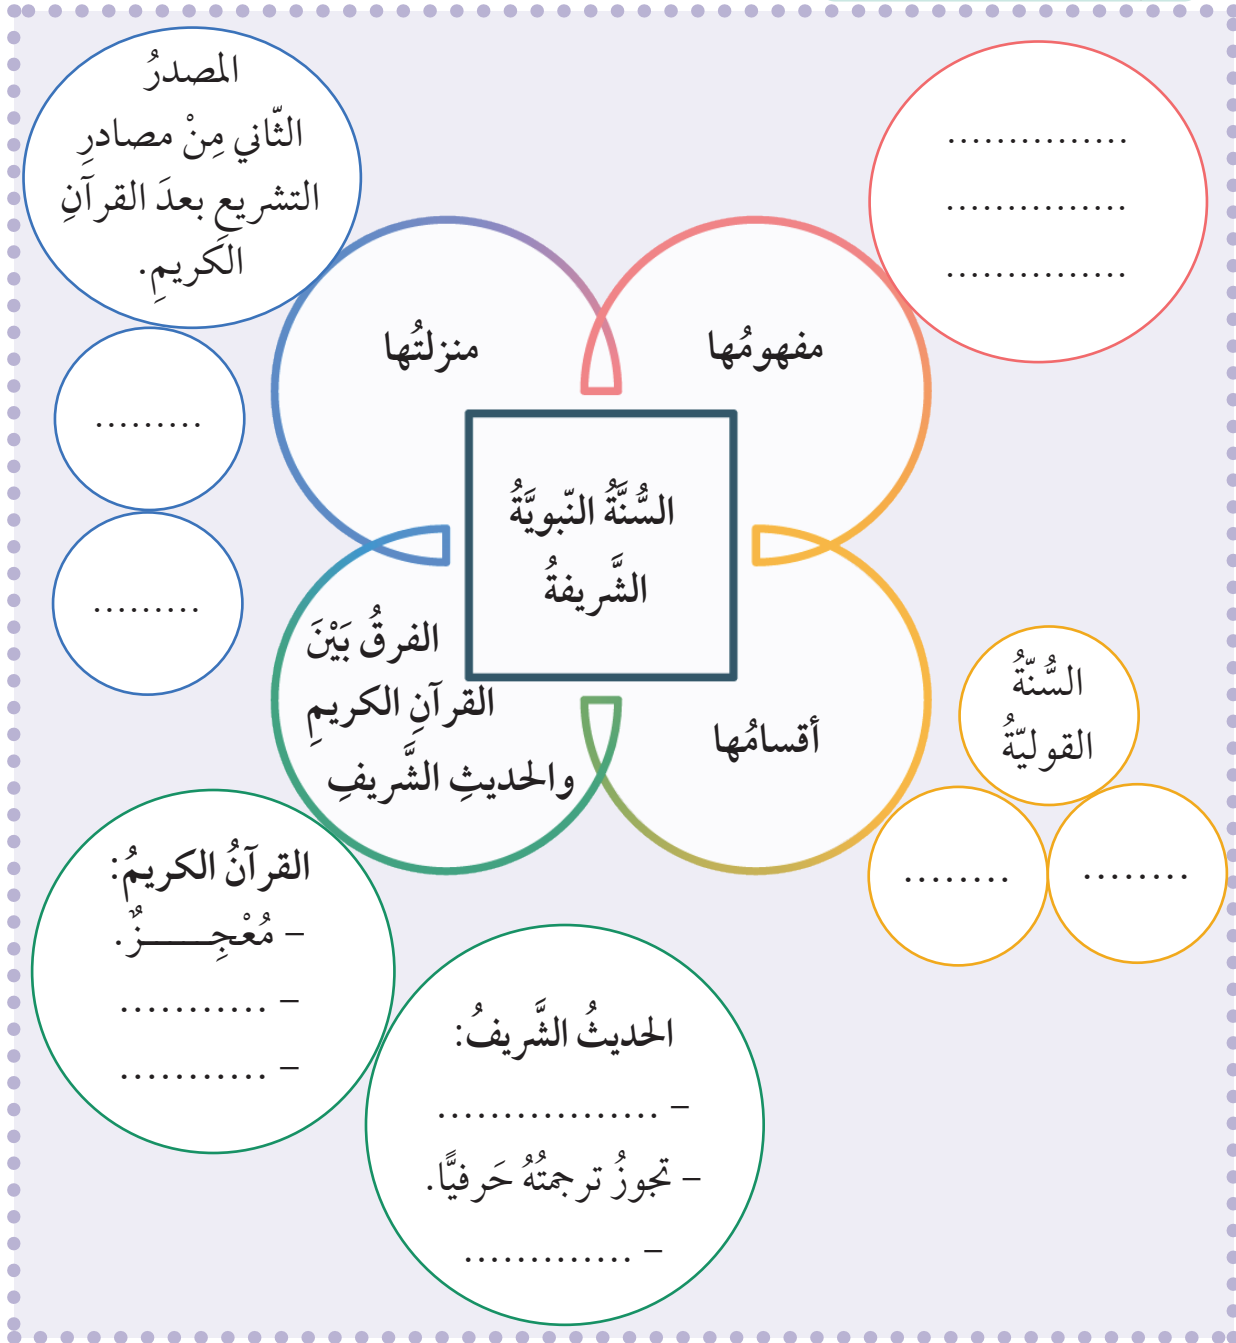 السُّنَّةُ النّبويَّةُ
الشَّريفةُ
مفهومُها
...............
...............
...............
منزلتُها
المصدرُ
الثّاني مِنْ مصادرِ
التشريعِ بعدَ القرآنِ
الكريمِ.
.........
.........
أقسامُها
السُّنّةُ
القوليّةُ
.........
.........
الفرقُ بَيْنَ
القرآنِ الكريمِ
والحديثِ الشَّريفِ
القرآنُ الكريمُ:
– مُعْجِـــــــزٌ.
– ...........
– ...........
الحديثُ الشَّريفُ:
– .................
– تجوزُ ترجمتُهُ حَرفيًّا.
– .............